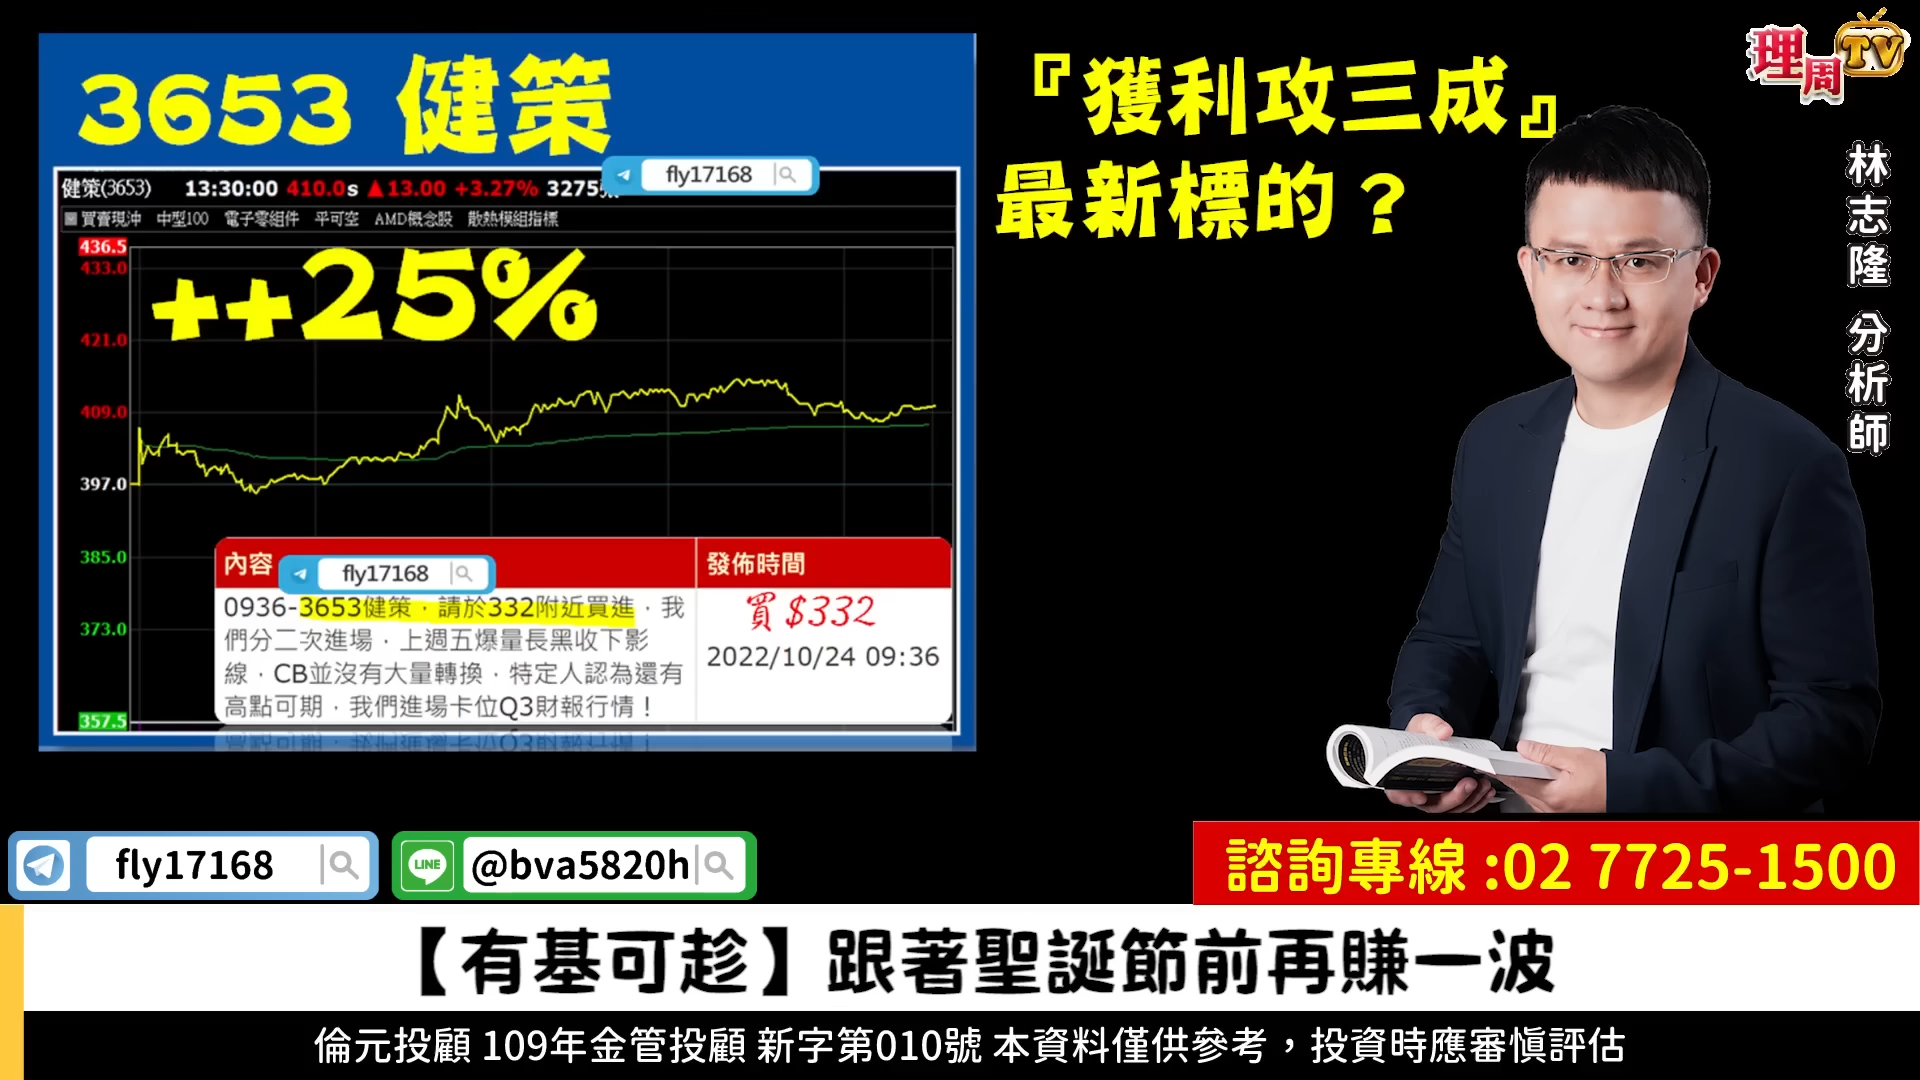 3653 健策
『獲利攻三成』
最新標的？
理周TV
林志隆 分析師
fly17168
健策(3653) 13:30:00 410.0s ▲13.00 +3.27% 3275
買賣現沖 中型100 電子零組件 平可空 AMD概念股 散熱模組指標
++25%
436.5
433.0
421.0
409.0
397.0
385.0
373.0
357.5
內容 fly17168 發佈時間
0936-3653健策，請於332附近買進，我
們分二次進場，上週五爆量長黑收下影
線，CB並沒有大量轉換，特定人認為還有
高點可期，我們進場卡位Q3財報行情！
買$332
2022/10/24 09:36
fly17168
LINE @bva5820h
諮詢專線:02 7725-1500
【有基可趁】跟著聖誕節前再賺一波
倫元投顧 109年金管投顧 新字第010號 本資料僅供參考，投資時應審慎評估